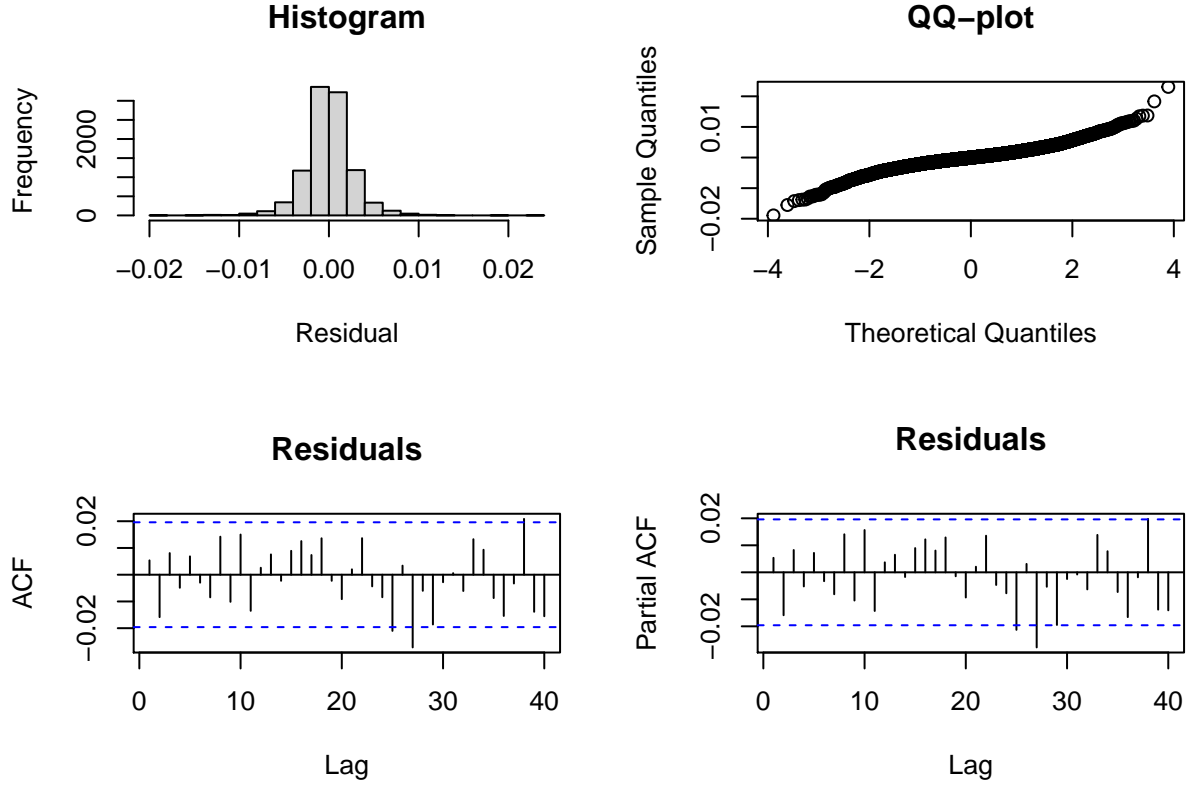 Histogram
Frequency
0
2000
−0.02
−0.01
0.00
0.01
0.02
Residual
QQ−plot
Sample Quantiles
−0.02
0.01
−4
−2
0
2
4
Theoretical Quantiles
Residuals
ACF
−0.02
0.02
0
10
20
30
40
Lag
Residuals
Partial ACF
−0.02
0.02
0
10
20
30
40
Lag